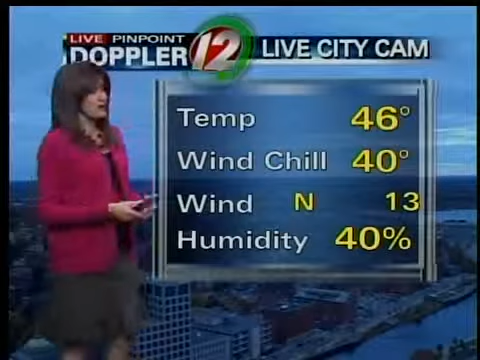 LIVE PINPOINT
DOPPLER 12 LIVE CITY CAM
Temp 46°
Wind Chill 40°
Wind N 13
Humidity 40%